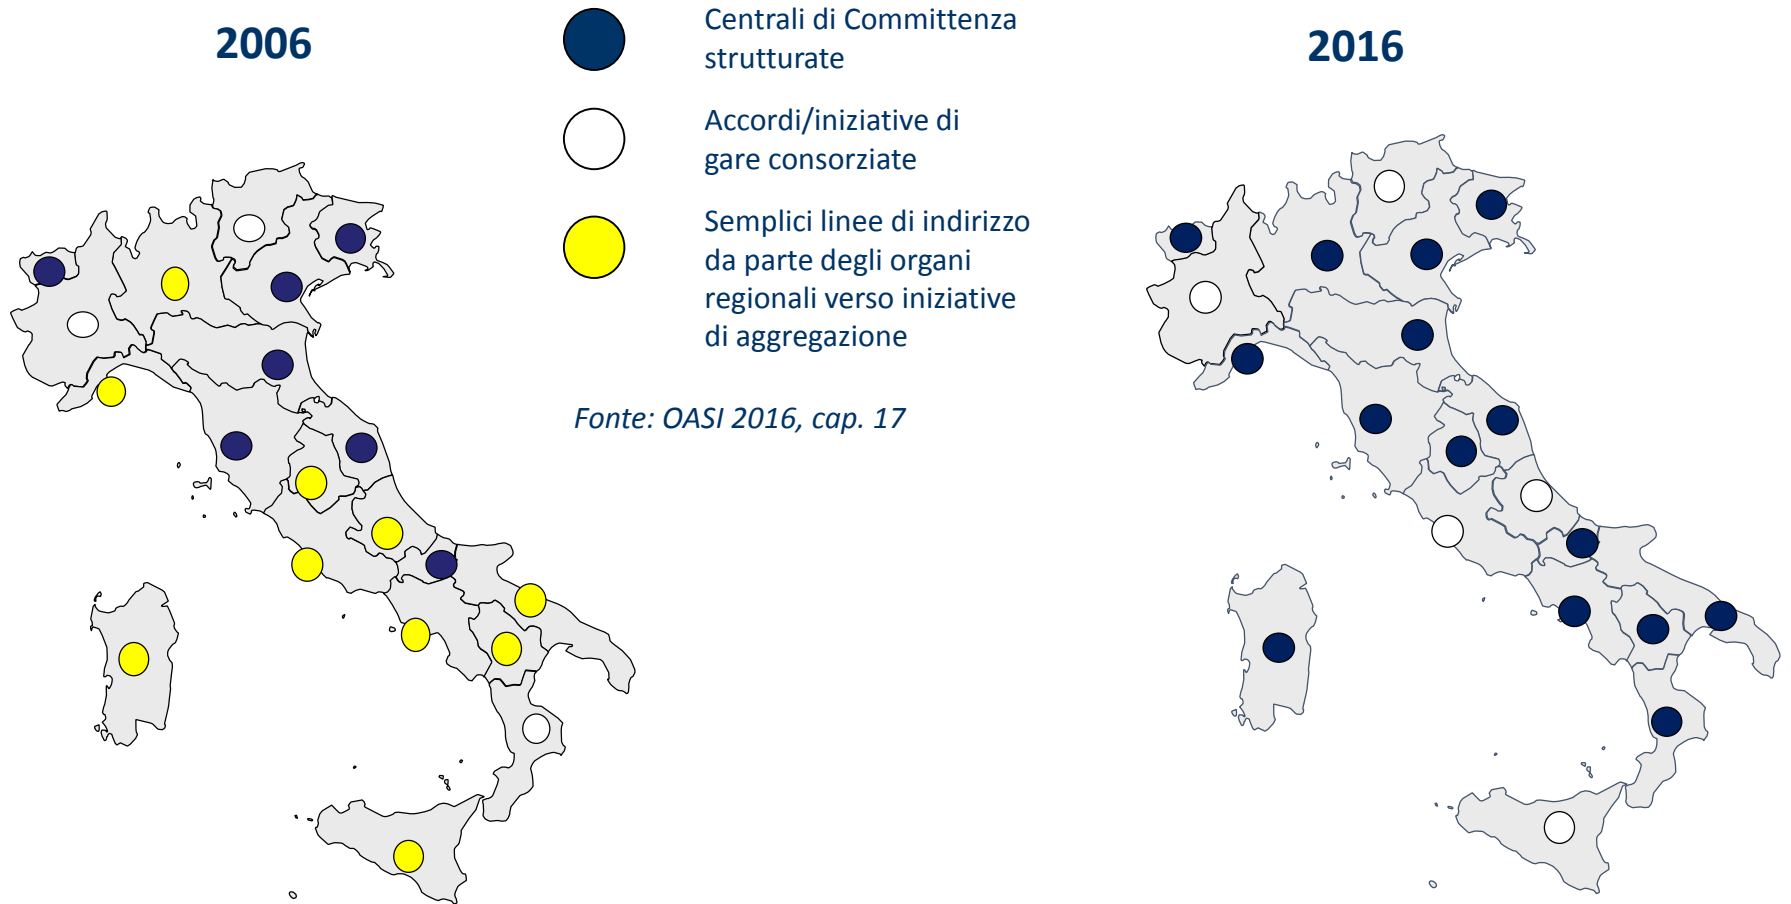 2006
Centrali di Committenza
strutturate
Accordi/iniziative di
gare consorziate
Semplici linee di indirizzo
da parte degli organi
regionali verso iniziative
di aggregazione
Fonte: OASI 2016, cap. 17
2016